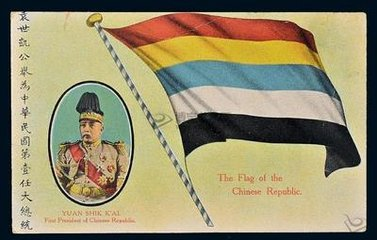 袁世凱公舉為中華民國第壹任大總統
The Flag of the
Chinese Republic.
YUAN SHIK K'AI.
First President of Chinese Republic.